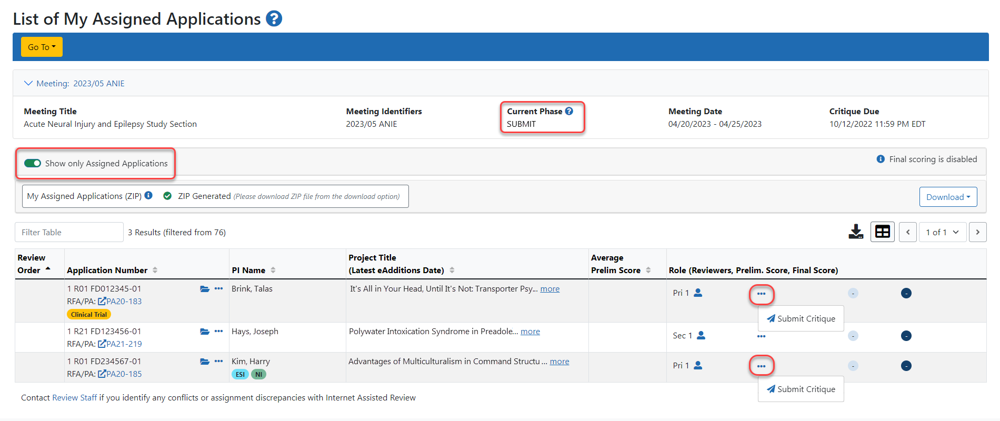 List of My Assigned Applications ?
Go To
Meeting: 2023/05 ANIE
Meeting Title
Acute Neural Injury and Epilepsy Study Section
Meeting Identifiers
2023/05 ANIE
Current Phase ?
SUBMIT
Meeting Date
04/20/2023 - 04/25/2023
Critique Due
10/12/2022 11:59 PM EDT
Show only Assigned Applications
i Final scoring is disabled
My Assigned Applications (ZIP) i ZIP Generated (Please download ZIP file from the download option)
Download
Filter Table
3 Results (filtered from 76)
1 of 1
Review
Order
Application Number
PI Name
Project Title
(Latest eAdditions Date)
Average
Prelim Score
Role (Reviewers, Prelim. Score, Final Score)
1 R01 FD012345-01
RFA/PA: PA20-183
Clinical Trial
Brink, Talas
It's All in Your Head, Until It's Not: Transporter Psy... more
Pri 1
-
-
Submit Critique
1 R21 FD123456-01
RFA/PA: PA21-219
Hays, Joseph
Polywater Intoxication Syndrome in Preadole... more
Sec 1
-
-
1 R01 FD234567-01
RFA/PA: PA20-185
Kim, Harry
ESI NI
Advantages of Multiculturalism in Command Structu ... more
Pri 1
-
-
Submit Critique
Contact Review Staff if you identify any conflicts or assignment discrepancies with Internet Assisted Review